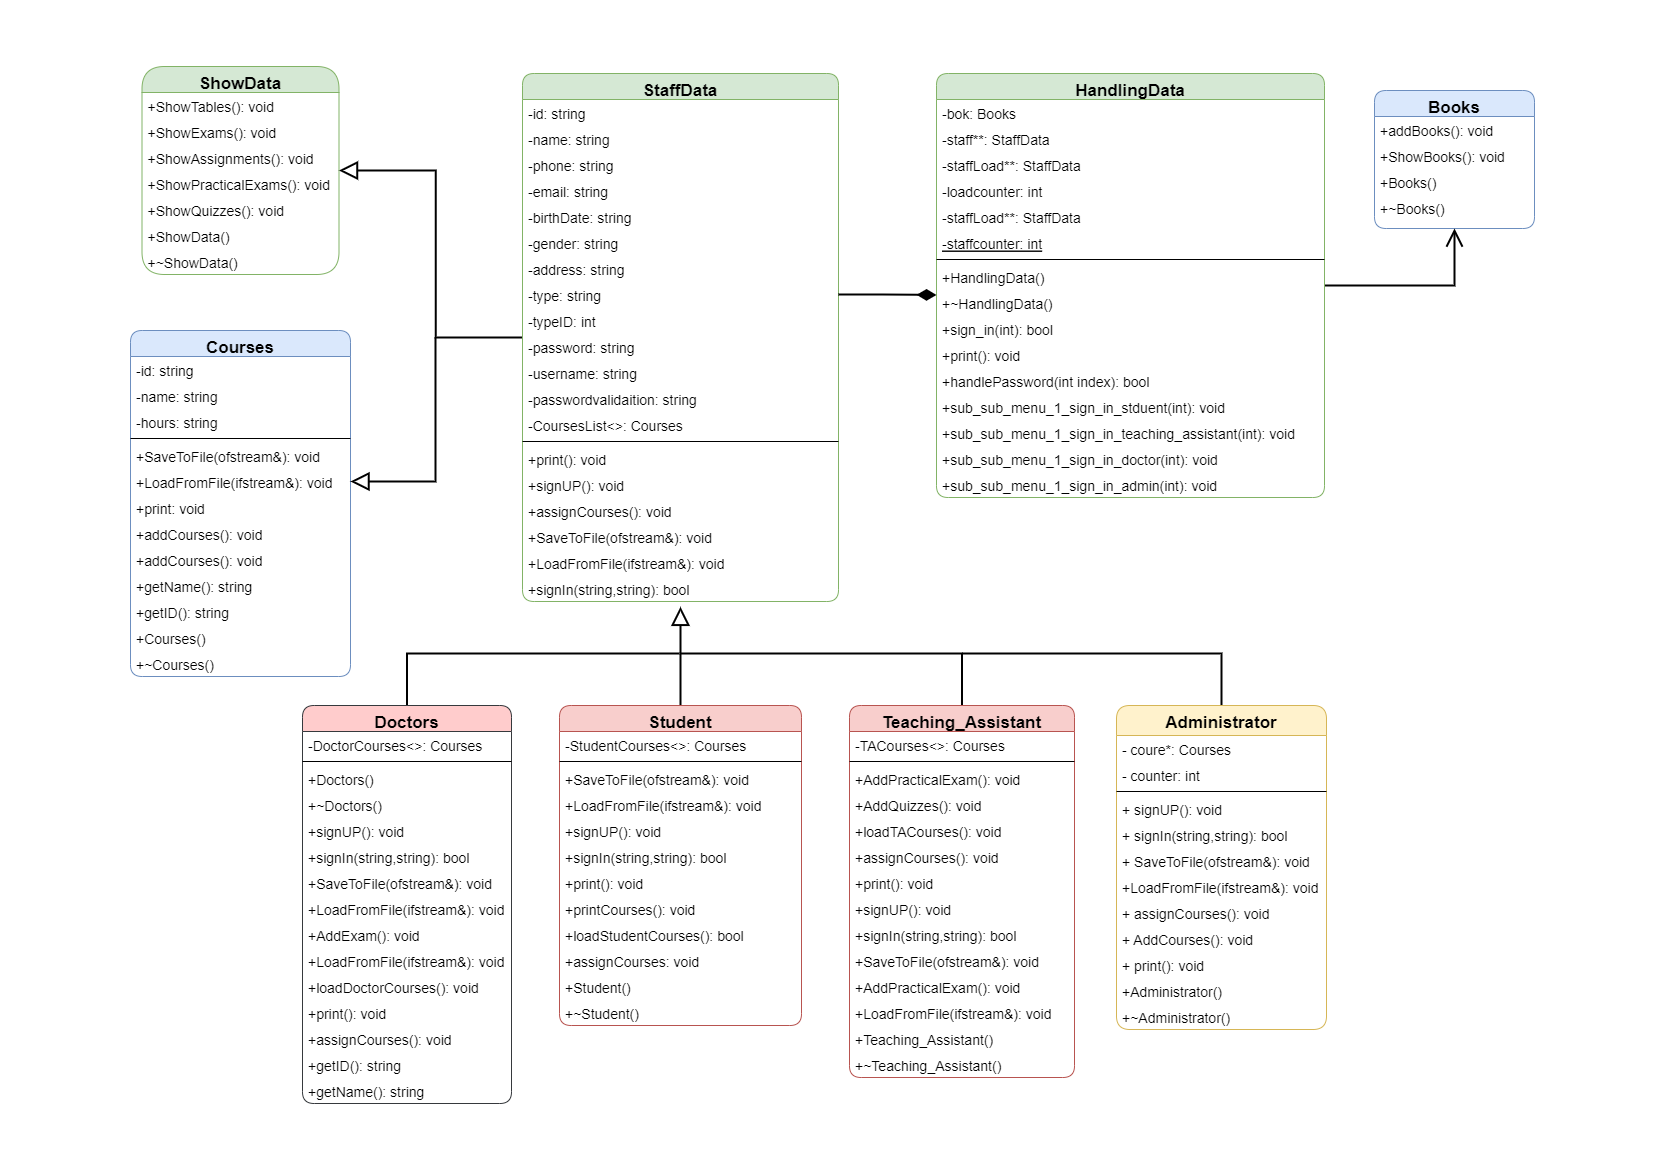 ShowData
+ShowTables(): void
+ShowExams(): void
+ShowAssignments(): void
+ShowPracticalExams(): void
+ShowQuizzes(): void
+ShowData()
+~ShowData()
Courses
-id: string
-name: string
-hours: string
+SaveToFile(ofstream&): void
+LoadFromFile(ifstream&): void
+print: void
+addCourses(): void
+addCourses(): void
+getName(): string
+getID(): string
+Courses()
+~Courses()
StaffData
-id: string
-name: string
-phone: string
-email: string
-birthDate: string
-gender: string
-address: string
-type: string
-typeID: int
-password: string
-username: string
-passwordvalidaition: string
-CoursesList<>: Courses
+print(): void
+signUP(): void
+assignCourses(): void
+SaveToFile(ofstream&): void
+LoadFromFile(ifstream&): void
+signIn(string,string): bool
HandlingData
-bok: Books
-staff**: StaffData
-staffLoad**: StaffData
-loadcounter: int
-staffLoad**: StaffData
-staffcounter: int
+HandlingData()
+~HandlingData()
+sign_in(int): bool
+print(): void
+handlePassword(int index): bool
+sub_sub_menu_1_sign_in_stduent(int): void
+sub_sub_menu_1_sign_in_teaching_assistant(int): void
+sub_sub_menu_1_sign_in_doctor(int): void
+sub_sub_menu_1_sign_in_admin(int): void
Books
+addBooks(): void
+ShowBooks(): void
+Books()
+~Books()
Doctors
-DoctorCourses<>: Courses
+Doctors()
+~Doctors()
+signUP(): void
+signIn(string,string): bool
+SaveToFile(ofstream&): void
+LoadFromFile(ifstream&): void
+AddExam(): void
+LoadFromFile(ifstream&): void
+loadDoctorCourses(): void
+print(): void
+assignCourses(): void
+getID(): string
+getName(): string
Student
-StudentCourses<>: Courses
+SaveToFile(ofstream&): void
+LoadFromFile(ifstream&): void
+signUP(): void
+signIn(string,string): bool
+print(): void
+printCourses(): void
+loadStudentCourses(): bool
+assignCourses: void
+Student()
+~Student()
Teaching_Assistant
-TACourses<>: Courses
+AddPracticalExam(): void
+AddQuizzes(): void
+loadTACourses(): void
+assignCourses(): void
+print(): void
+signUP(): void
+signIn(string,string): bool
+SaveToFile(ofstream&): void
+AddPracticalExam(): void
+LoadFromFile(ifstream&): void
+Teaching_Assistant()
+~Teaching_Assistant()
Administrator
- coure*: Courses
- counter: int
+ signUP(): void
+ signIn(string,string): bool
+ SaveToFile(ofstream&): void
+LoadFromFile(ifstream&): void
+ assignCourses(): void
+ AddCourses(): void
+ print(): void
+Administrator()
+~Administrator()